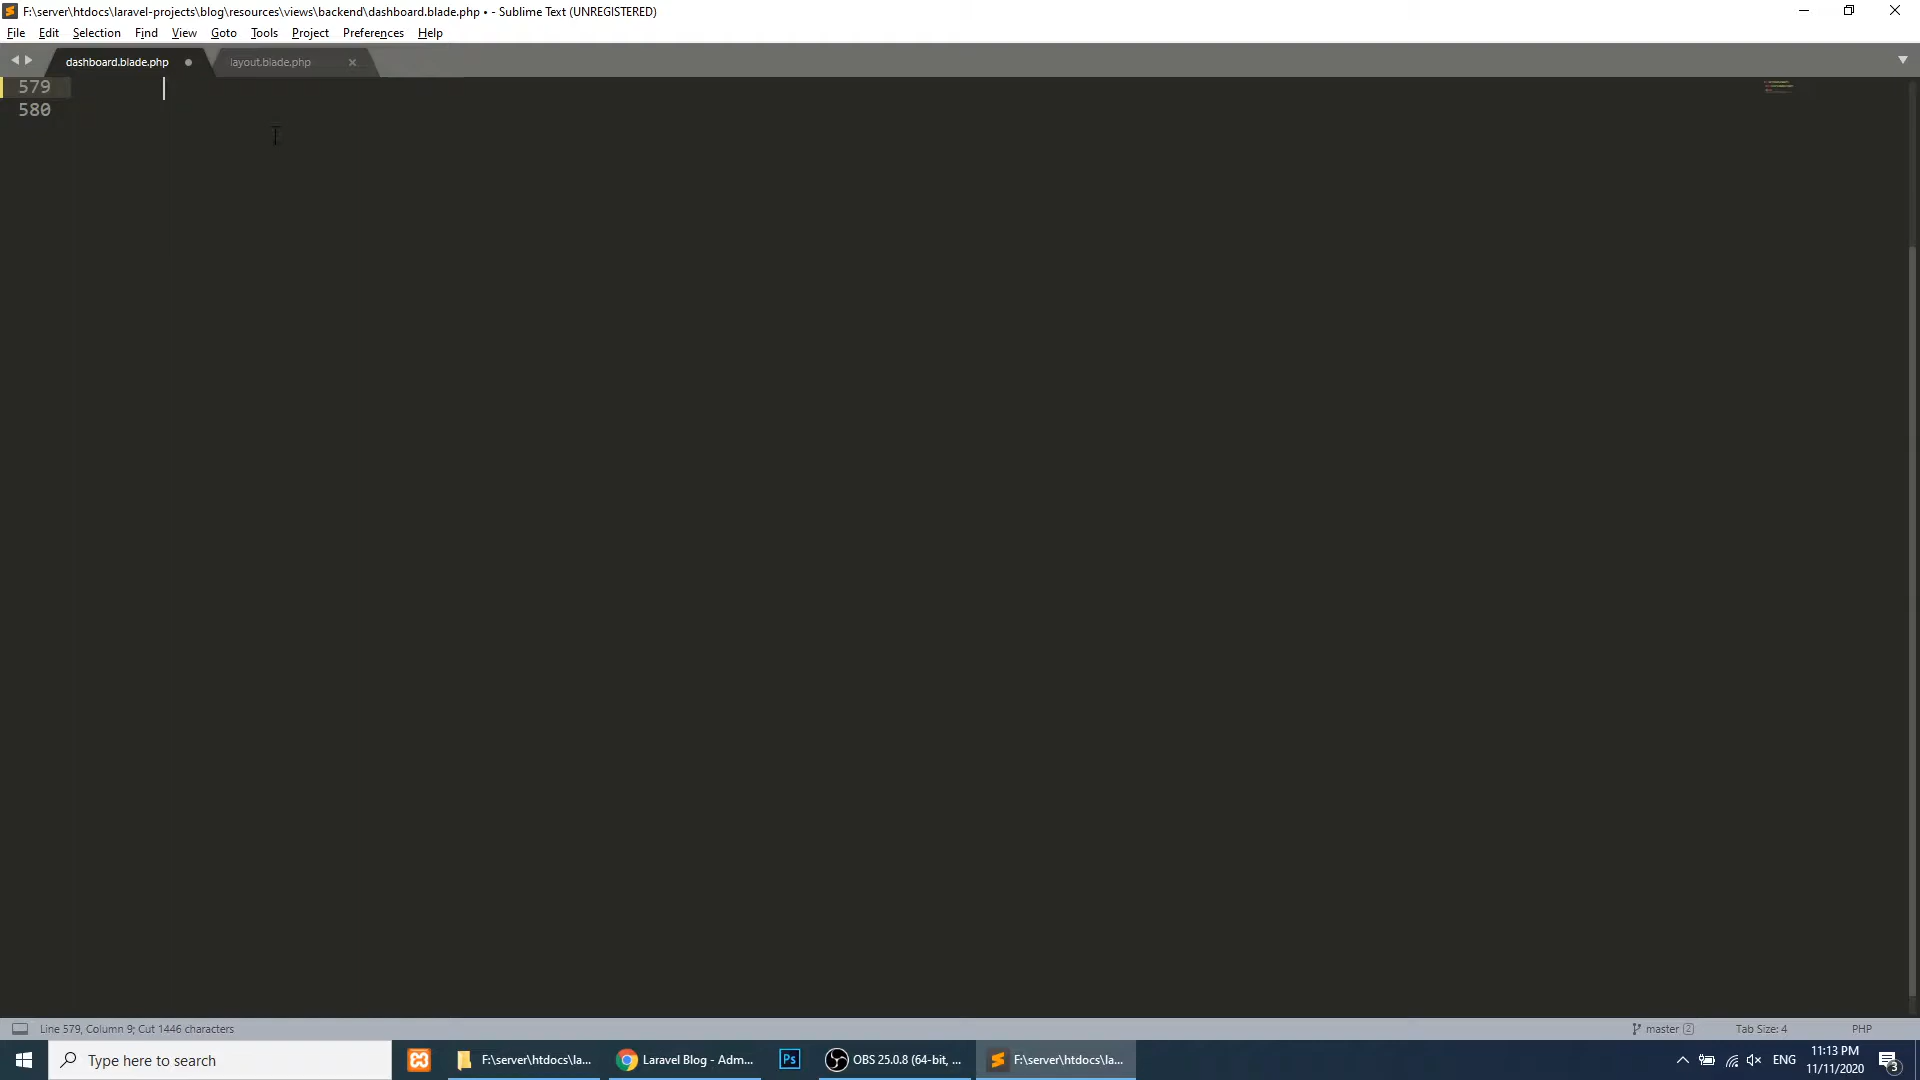 F:\server\htdocs\laravel-projects\blog\resources\views\backend\dashboard.blade.php • - Sublime Text (UNREGISTERED)
File Edit Selection Find View Goto Tools Project Preferences Help
dashboard.blade.php layout.blade.php
579
580
Line 579, Column 9; Cut 1446 characters master 2 Tab Size: 4 PHP
Type here to search F:\server\htdocs\la... Laravel Blog - Adm... Ps OBS 25.0.8 (64-bit, ... F:\server\htdocs\la... ENG 11:13 PM
11/11/2020 3